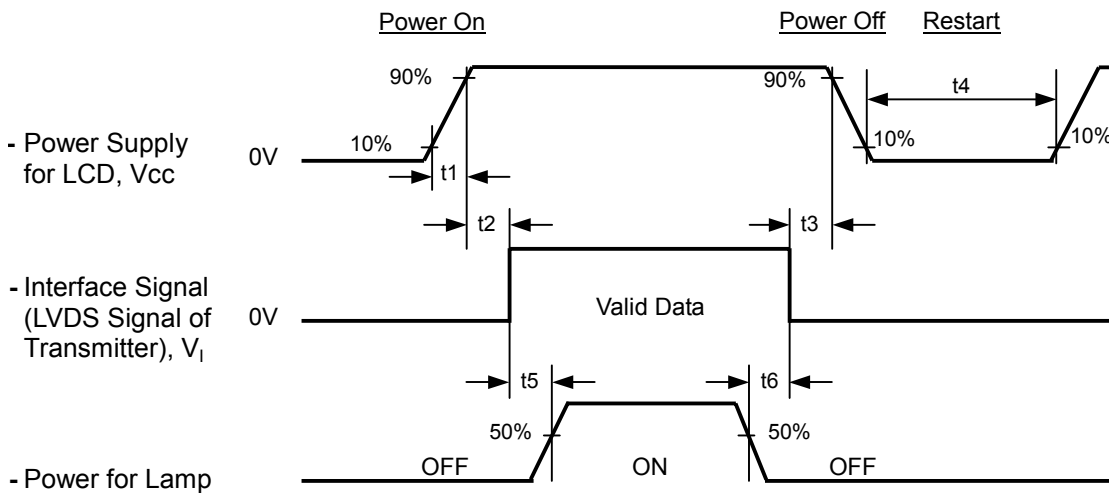 Power On
Power Off
Restart
90%
90%
t4
- Power Supply
for LCD, Vcc
0V
10%
10%
10%
t1
t2
t3
- Interface Signal
(LVDS Signal of
Transmitter), VI
0V
Valid Data
t5
t6
50%
50%
- Power for Lamp
OFF
ON
OFF